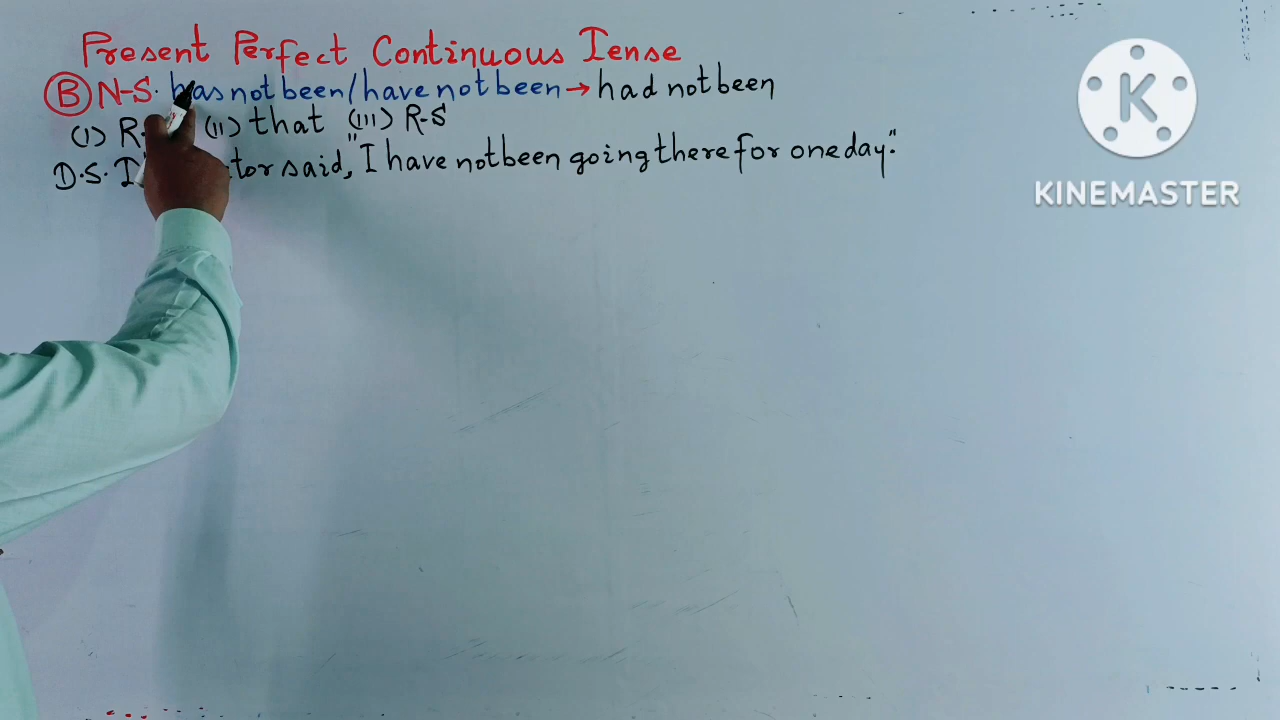 Present Perfect Continuous Tense
(B) N-S. has not been/have not been → had not been
(I) (II) that (III) R-S
D.S. said, "I have not been going there for one day."
K
KINEMASTER